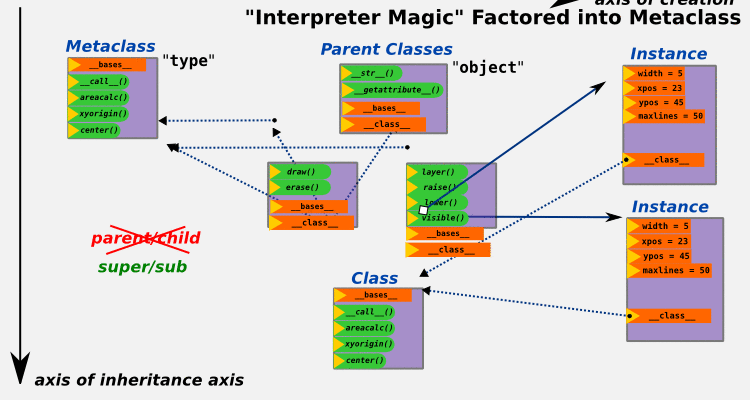 axis of creation
"Interpreter Magic" Factored into Metaclass
Metaclass
"type"
__bases__
__call__()
areacalc()
xyorigin()
center()
Parent Classes
"object"
__str__()
__getattribute__()
__bases__
__class__
Instance
width = 5
xpos = 23
ypos = 45
maxlines = 50
__class__
draw()
erase()
__bases__
__class__
layer()
raise()
lower()
visible()
__bases__
__class__
Instance
width = 5
xpos = 23
ypos = 45
maxlines = 50
__class__
parent/child
super/sub
Class
__bases__
__call__()
areacalc()
xyorigin()
center()
axis of inheritance axis